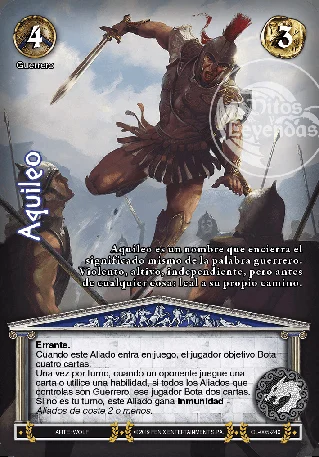 4
3
Guerrero
Mitos y
Leyendas
Aquileo
Aquileo es un nombre que encierra el
significado mismo de la palabra guerrero.
Violento, altivo, independiente, pero antes
de cualquier cosa: leal a su propio camino.
Errante.
Cuando este Aliado entra en juego, el jugador objetivo Bota
cuatro cartas.
Una vez por turno, cuando un oponente juegue una
carta o utilice una habilidad, si todos los Aliados que
controlas son Guerrero, ese jugador Bota dos cartas.
Si no es tu turno, este Aliado gana Inmunidad -
Aliados de coste 2 o menos.